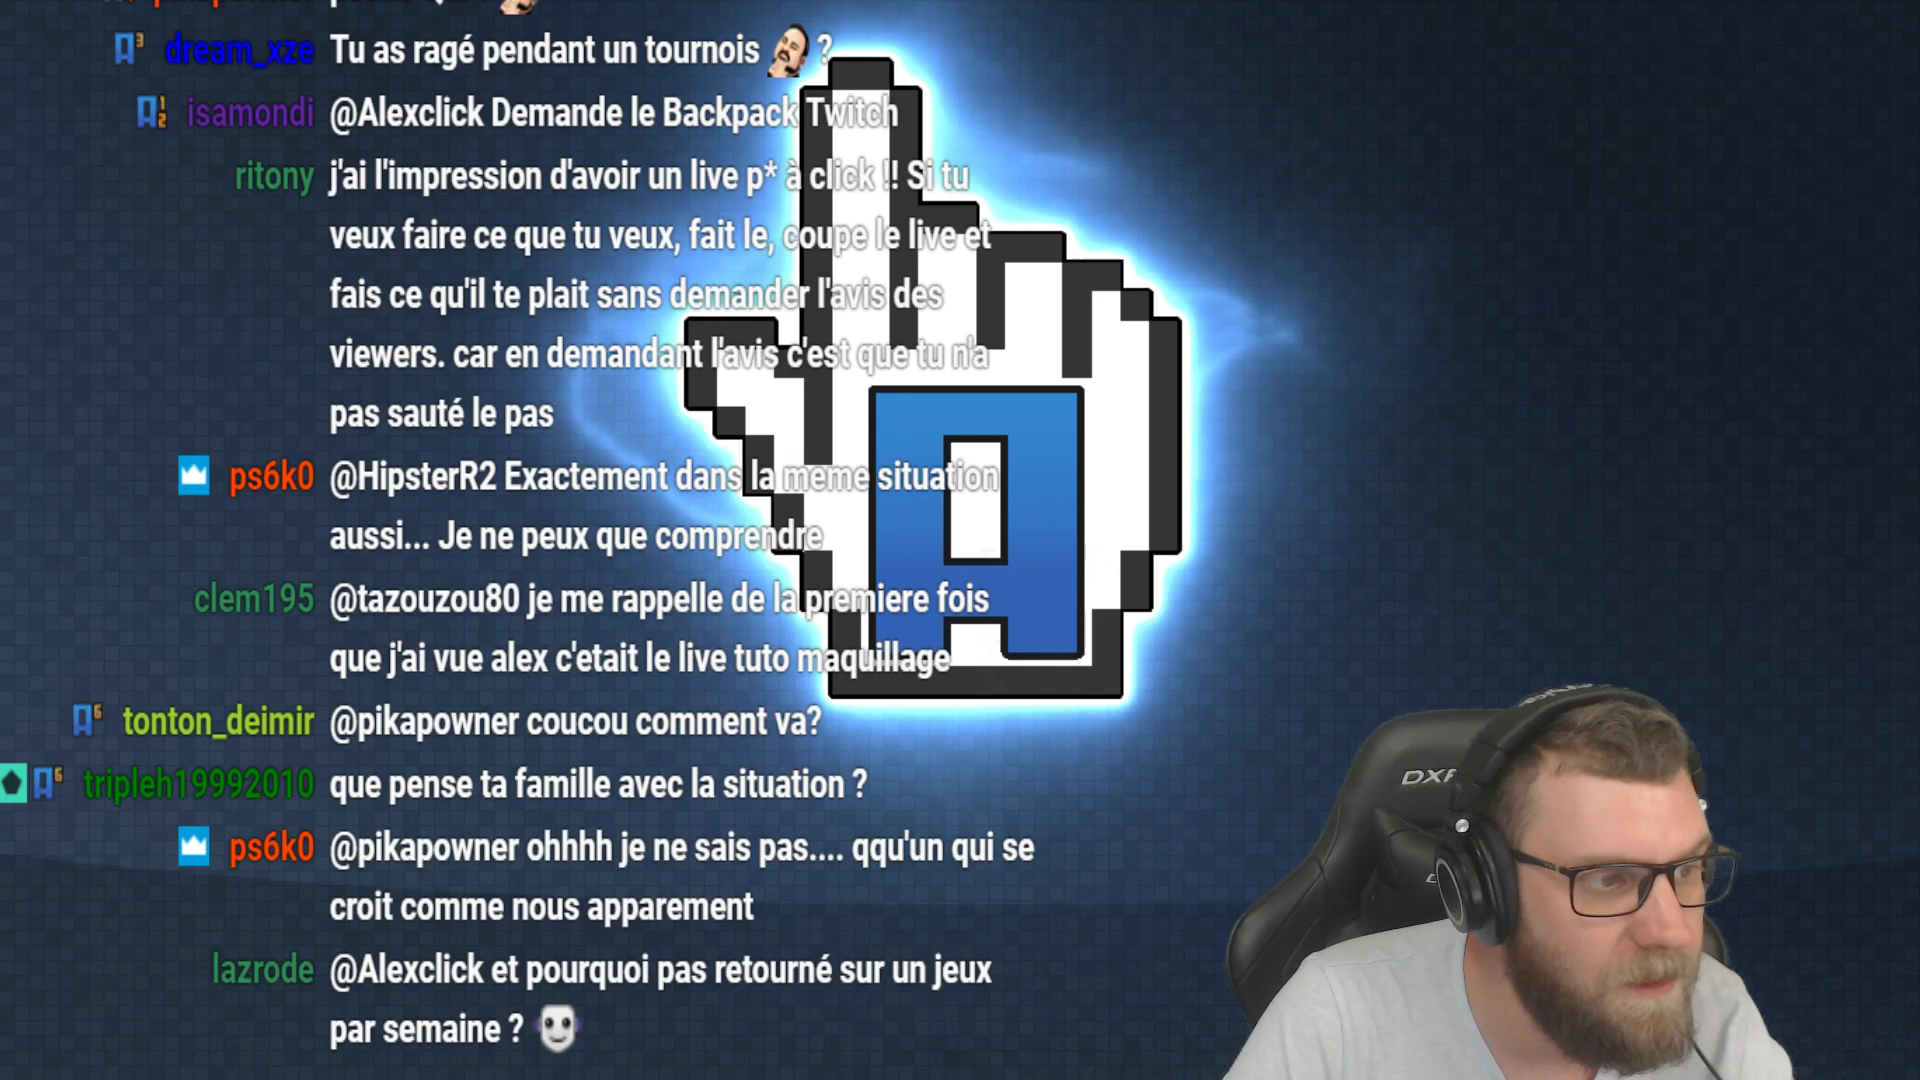 dream_xze Tu as ragé pendant un tournois ?
isamondi @Alexclick Demande le Backpack Twitch
ritony j'ai l'impression d'avoir un live p* à click !! Si tu
veux faire ce que tu veux, fait le, coupe le live et
fais ce qu'il te plait sans demander l'avis des
viewers. car en demandant l'avis c'est que tu n'a
pas sauté le pas
ps6k0 @HipsterR2 Exactement dans la meme situation
aussi... Je ne peux que comprendre
clem195 @tazouzou80 je me rappelle de la premiere fois
que j'ai vue alex c'etait le live tuto maquillage
tonton_deimir @pikapowner coucou comment va?
tripleh19992010 que pense ta famille avec la situation ?
ps6k0 @pikapowner ohhhh je ne sais pas.... qqu'un qui se
croit comme nous apparement
lazrode @Alexclick et pourquoi pas retourné sur un jeux
par semaine ?